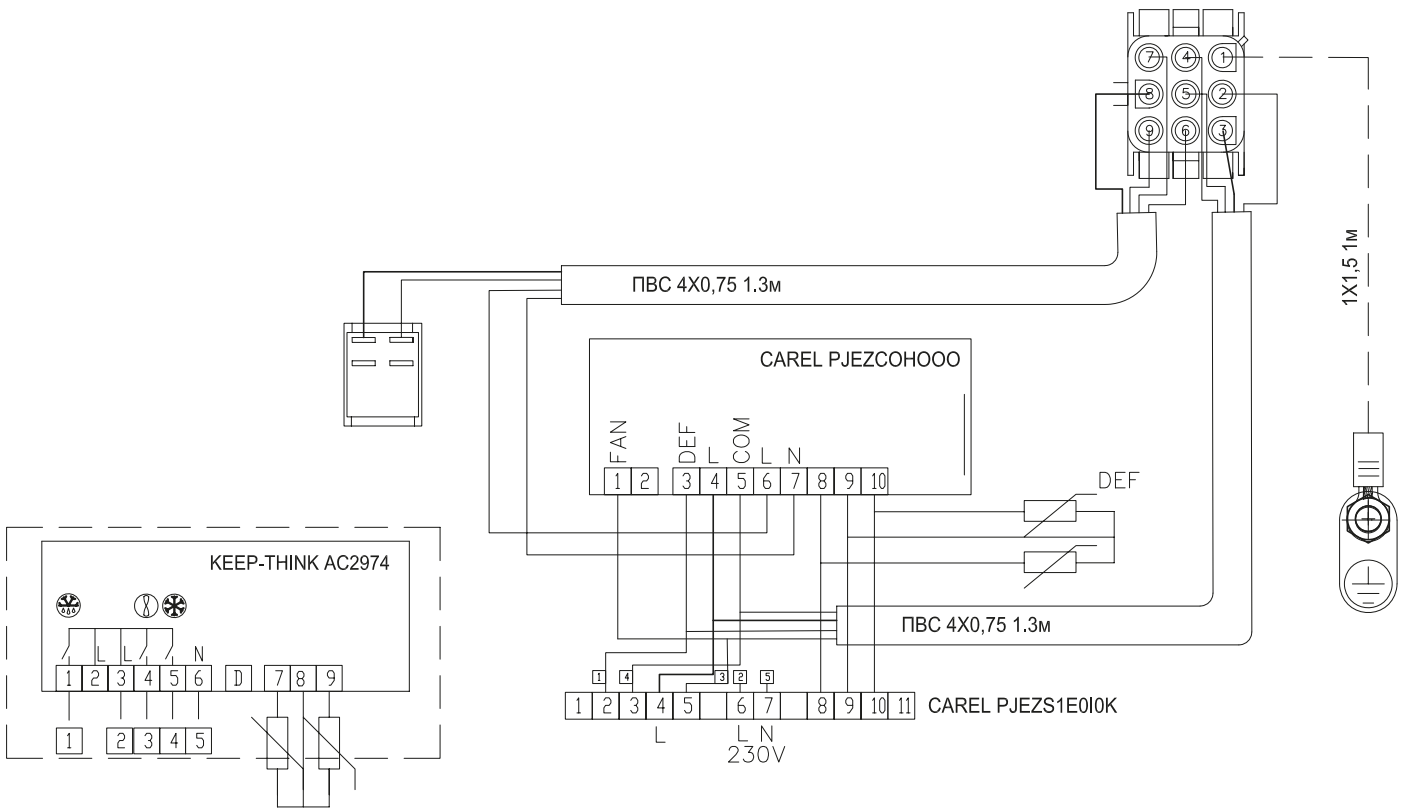 7 4 1
8 5 2
9 6 3
1X1,5 1м
ПВС 4X0,75 1.3м
CAREL PJEZCOHOOO
FAN DEF L COM L N
1 2 3 4 5 6 7 8 9 10
DEF
KEEP-THINK AC2974
L L N
1 2 3 4 5 6 D 7 8 9
1 2 3 4 5
ПВС 4X0,75 1.3м
1 4 3 2 5
1 2 3 4 5 6 7 8 9 10 11 CAREL PJEZS1E0I0K
L L N
230V